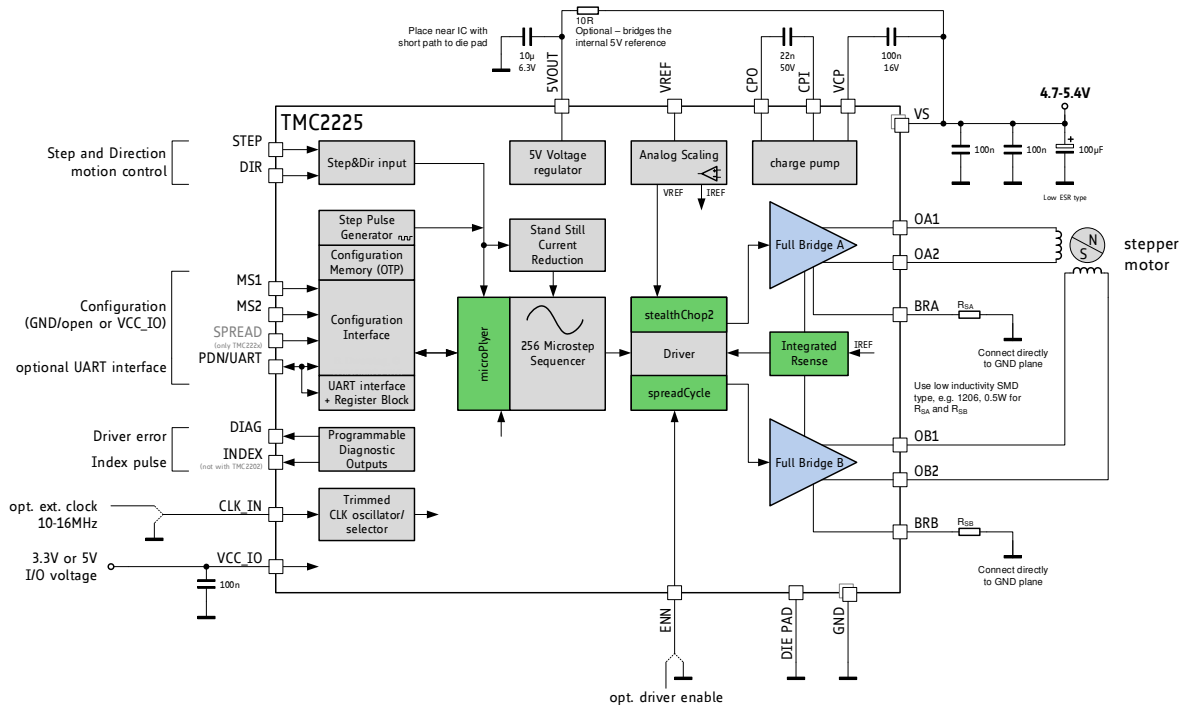 Place near IC with
short path to die pad
10µ
6.3V
10R
Optional – bridges the
internal 5V reference
22n
50V
100n
16V
5VOUT
VREF
CPO
CPI
VCP
4.7-5.4V
VS
100n
100n
+
100µF
Low ESR type
TMC2225
Step and Direction
motion control
STEP
DIR
Step&Dir input
5V Voltage
regulator
Analog Scaling
VREF
IREF
charge pump
Step Pulse
Generator
Configuration
Memory (OTP)
Stand Still
Current
Reduction
Full Bridge A
OA1
OA2
N
S
stepper
motor
Configuration
(GND/open or VCC_IO)
optional UART interface
MS1
MS2
SPREAD
(only TMC222x)
PDN/UART
Configuration
Interface
UART interface
+ Register Block
microPlyer
256 Microstep
Sequencer
stealthChop2
Driver
spreadCycle
Integrated
Rsense
IREF
BRA
RSA
Connect directly
to GND plane
Use low inductivity SMD
type, e.g. 1206, 0.5W for
RSA and RSB
Driver error
Index pulse
DIAG
INDEX
(not with TMC2202)
Programmable
Diagnostic
Outputs
Full Bridge B
OB1
OB2
opt. ext. clock
10-16MHz
CLK_IN
Trimmed
CLK oscillator/
selector
BRB
RSB
Connect directly
to GND plane
3.3V or 5V
I/O voltage
VCC_IO
100n
ENN
DIE PAD
GND
opt. driver enable